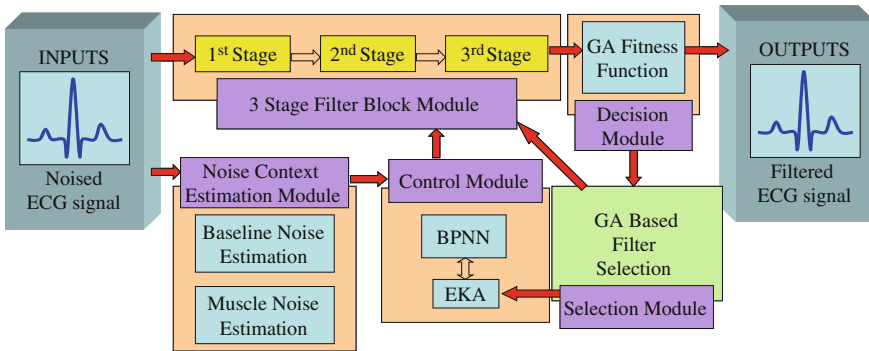 INPUTS
Noised
ECG signal
1st Stage
2nd Stage
3rd Stage
3 Stage Filter Block Module
GA Fitness
Function
Decision
Module
OUTPUTS
Filtered
ECG signal
Noise Context
Estimation Module
Baseline Noise
Estimation
Muscle Noise
Estimation
Control Module
BPNN
EKA
GA Based
Filter
Selection
Selection Module